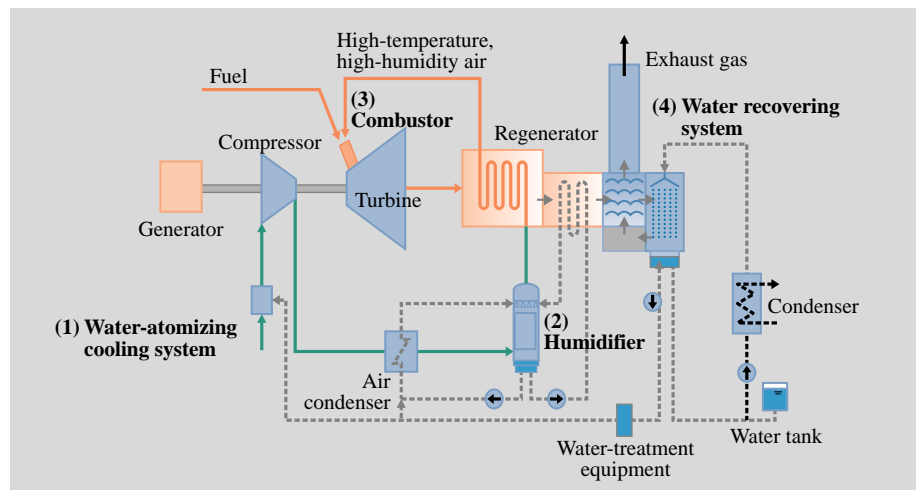 High-temperature,
high-humidity air
Exhaust gas
Fuel
(3)
Combustor
(4) Water recovering
system
Compressor
Regenerator
Turbine
Generator
(1) Water-atomizing
cooling system
(2)
Humidifier
Condenser
Air
condenser
Water-treatment
equipment
Water tank